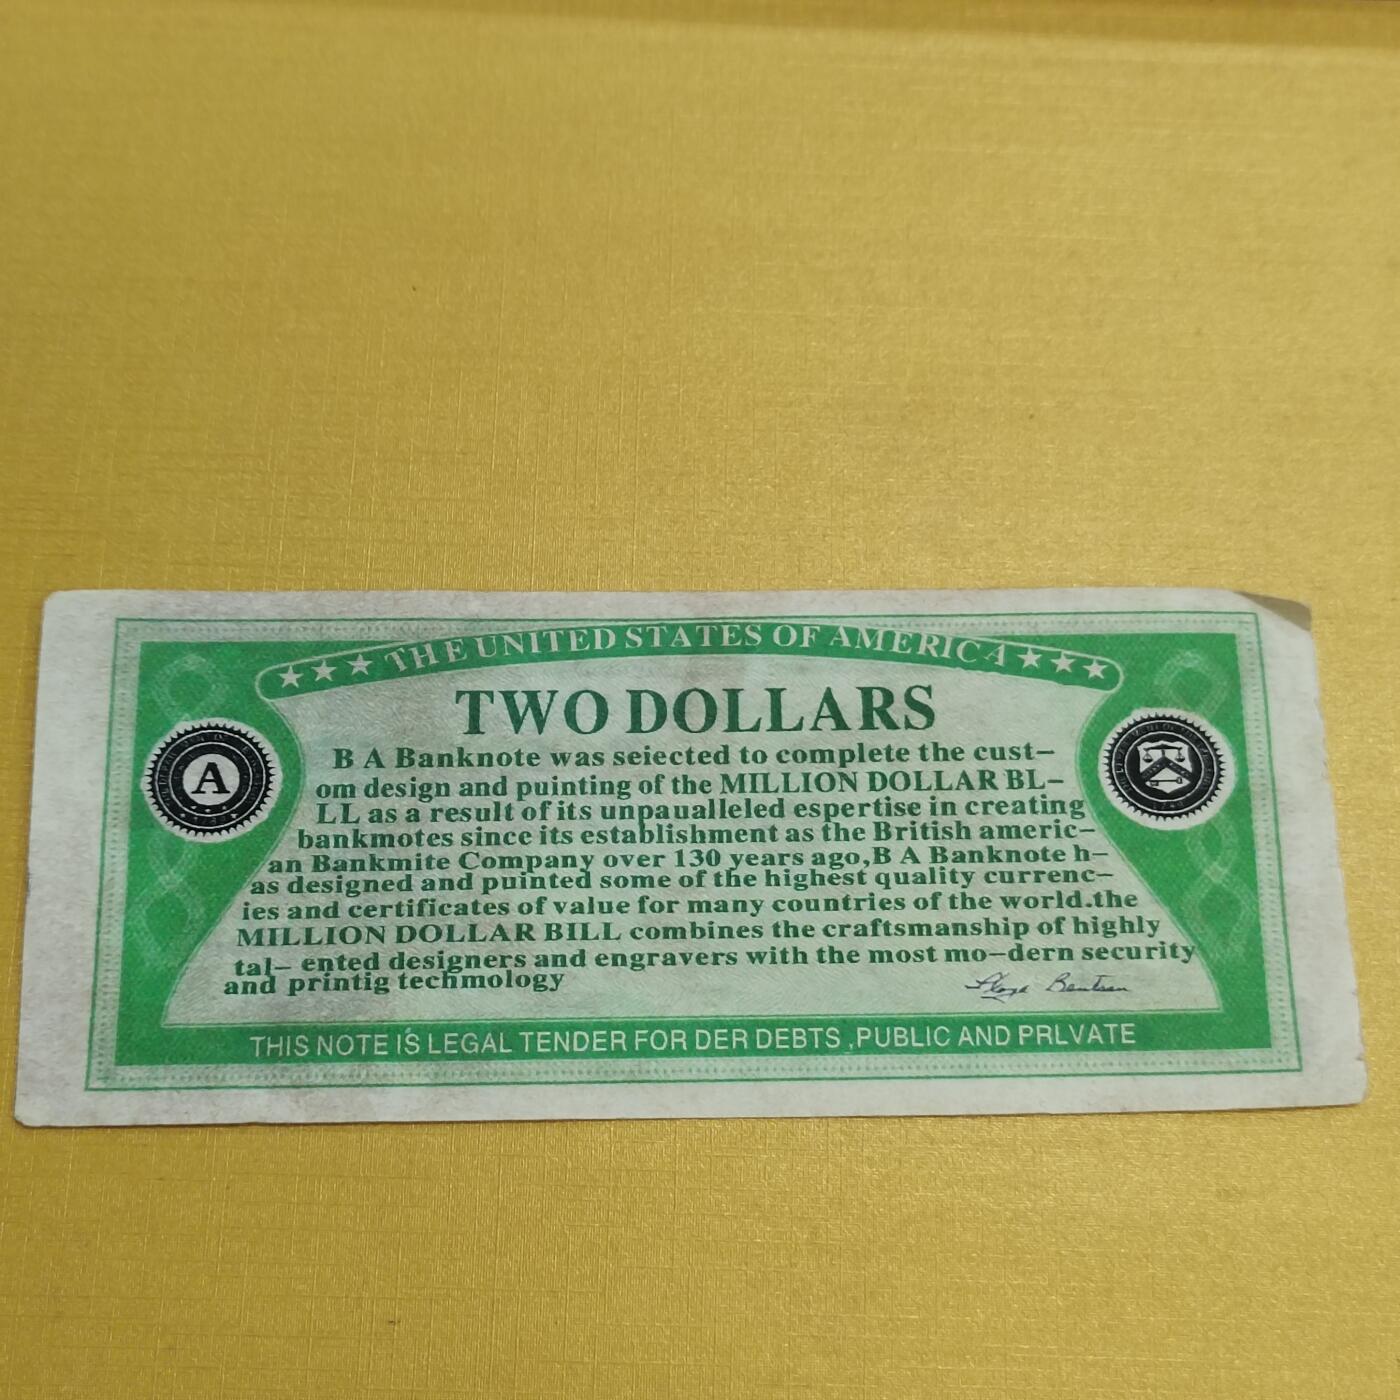 THE UNITED STATES OF AMERICA
TWO DOLLARS
B A Banknote was seiected to complete the cust-
om design and puinting of the MILLION DOLLAR BL-
LL as a result of its unpaualleled espertise in creating
bankmotes since its establishment as the British americ-
an Bankmite Company over 130 years ago,B A Banknote h-
as designed and puinted some of the highest quality currenc-
ies and certificates of value for many countries of the world.the
MILLION DOLLAR BILL combines the craftsmanship of highly
tal- ented designers and engravers with the most mo-dern security
and printig techmology
Lloyd Bentsen
A
THIS NOTE IS LEGAL TENDER FOR DER DEBTS ,PUBLIC AND PRLVATE